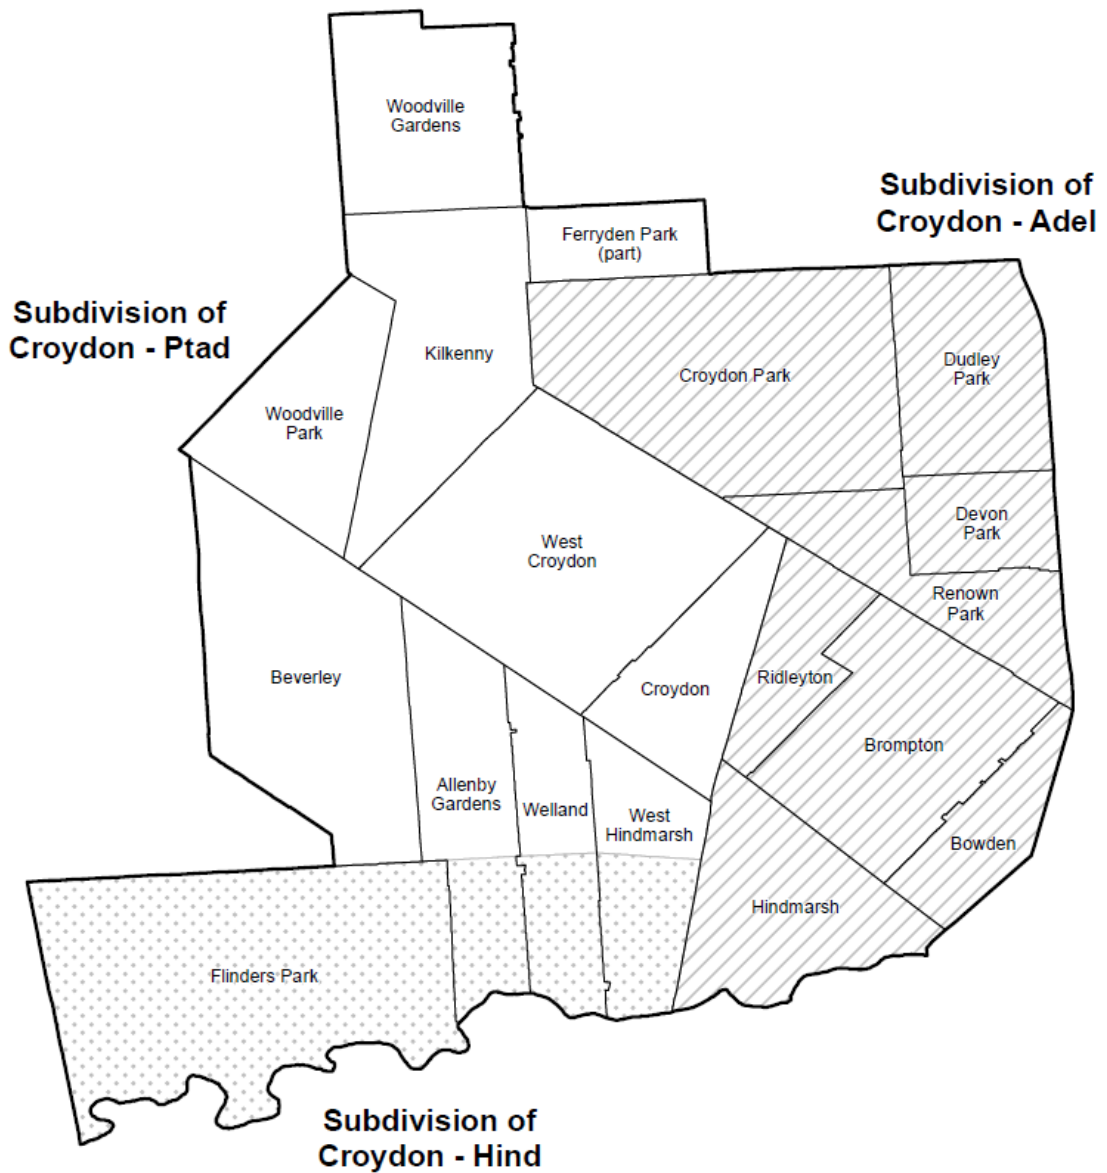 Woodville
Gardens
Subdivision of
Croydon - Adel
Ferryden Park
(part)
Subdivision of
Croydon - Ptad
Kilkenny
Croydon Park
Dudley
Park
Woodville
Park
West
Croydon
Devon
Park
Renown
Park
Beverley
Croydon
Ridleyton
Brompton
Allenby
Gardens
Welland
West
Hindmarsh
Bowden
Hindmarsh
Flinders Park
Subdivision of
Croydon - Hind